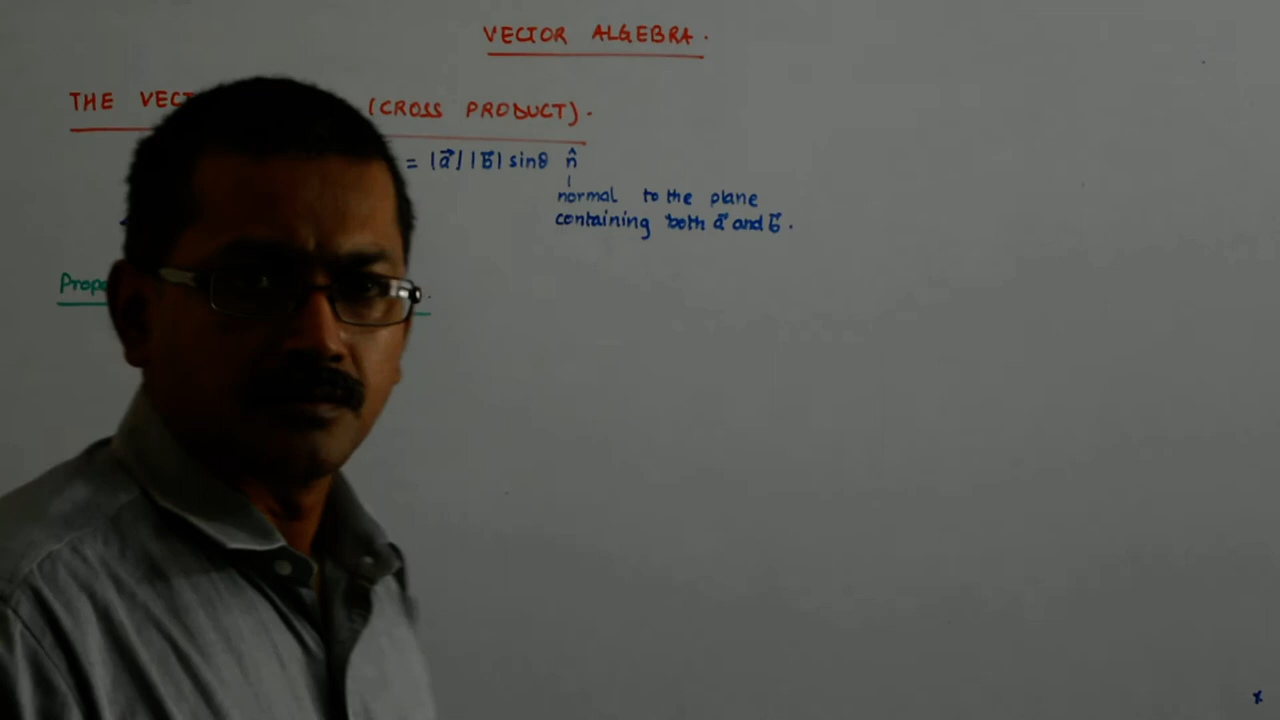 VECTOR ALGEBRA.
THE VECT (CROSS PRODUCT).
= |a⃗| |b⃗| sinθ n̂
normal to the plane
containing both a⃗ and b⃗.
Prope